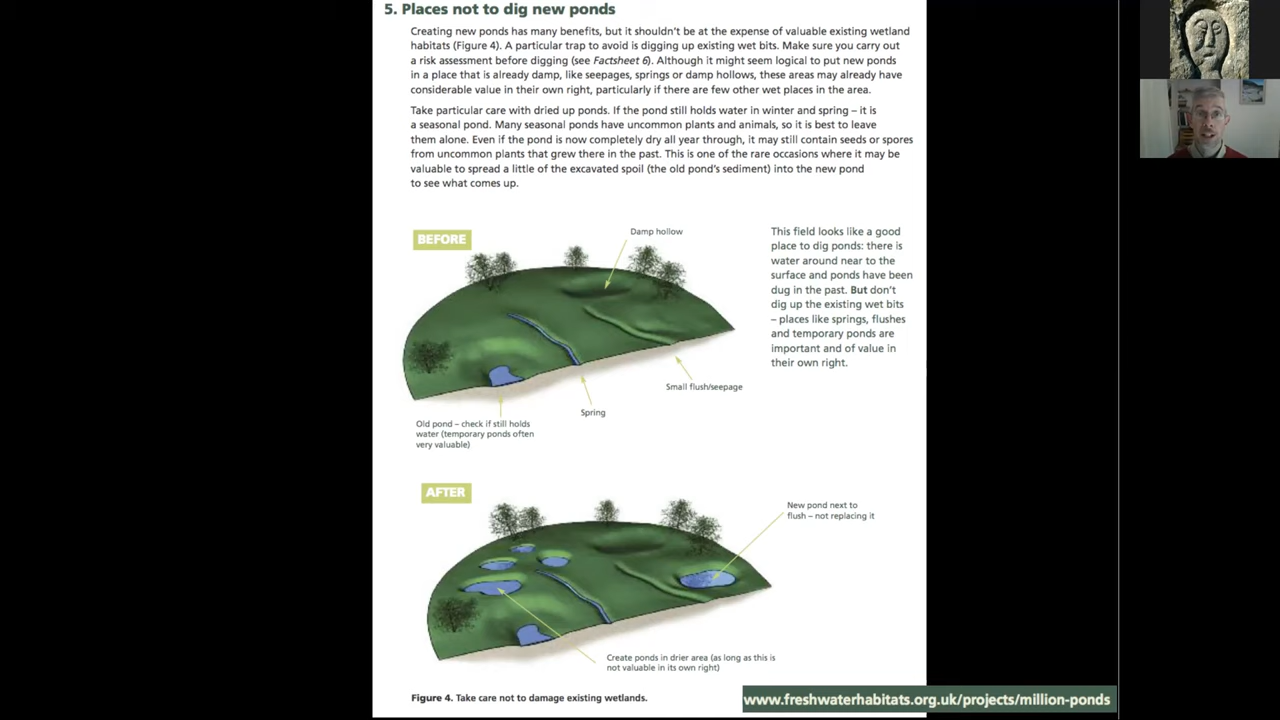 5. Places not to dig new ponds
Creating new ponds has many benefits, but it shouldn't be at the expense of valuable existing wetland
habitats (Figure 4). A particular trap to avoid is digging up existing wet bits. Make sure you carry out
a risk assessment before digging (see Factsheet 6). Although it might seem logical to put new ponds
in a place that is already damp, like seepages, springs or damp hollows, these areas may already have
considerable value in their own right, particularly if there are few other wet places in the area.
Take particular care with dried up ponds. If the pond still holds water in winter and spring – it is
a seasonal pond. Many seasonal ponds have uncommon plants and animals, so it is best to leave
them alone. Even if the pond is now completely dry all year through, it may still contain seeds or spores
from uncommon plants that grew there in the past. This is one of the rare occasions where it may be
valuable to spread a little of the excavated spoil (the old pond's sediment) into the new pond
to see what comes up.
BEFORE
Damp hollow
This field looks like a good
place to dig ponds: there is
water around near to the
surface and ponds have been
dug in the past. But don't
dig up the existing wet bits
– places like springs, flushes
and temporary ponds are
important and of value in
their own right.
Small flush/seepage
Spring
Old pond – check if still holds
water (temporary ponds often
very valuable)
AFTER
New pond next to
flush – not replacing it
Create ponds in drier area (as long as this is
not valuable in its own right)
Figure 4. Take care not to damage existing wetlands.
www.freshwaterhabitats.org.uk/projects/million-ponds